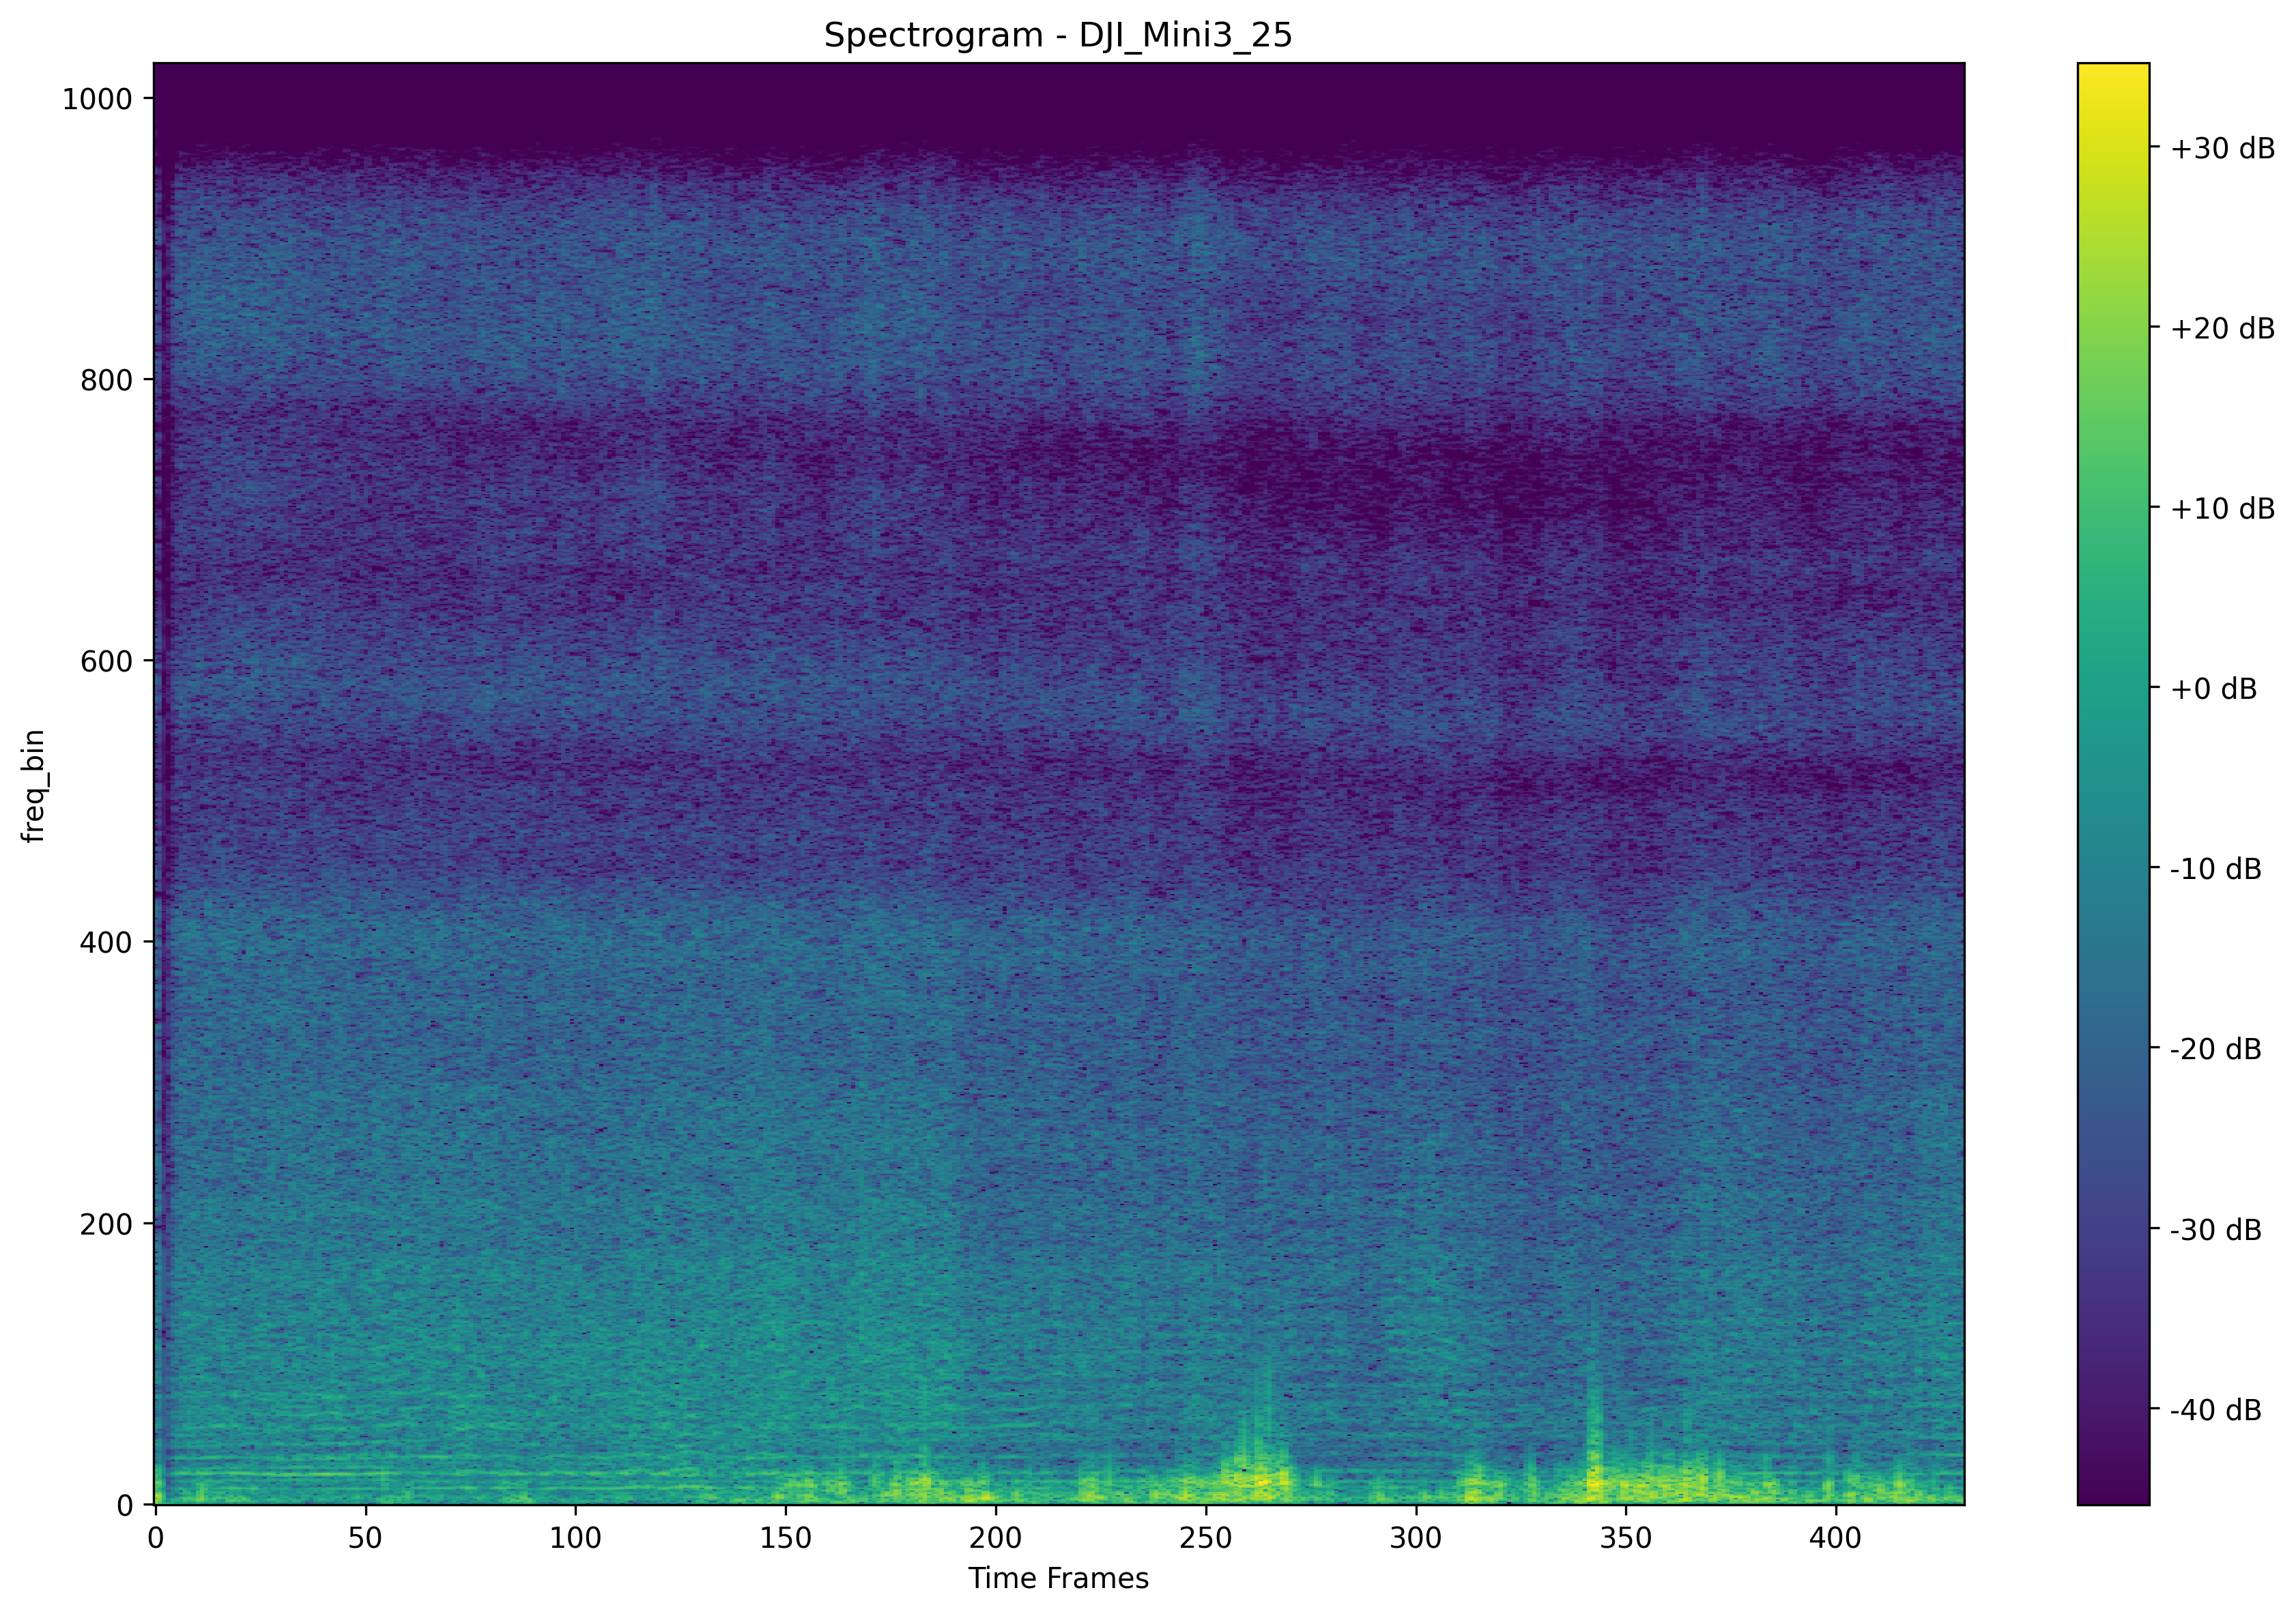 Spectrogram - DJI_Mini3_25
1000
800
600
400
200
0
freq_bin
0 50 100 150 200 250 300 350 400
Time Frames
+30 dB
+20 dB
+10 dB
+0 dB
-10 dB
-20 dB
-30 dB
-40 dB